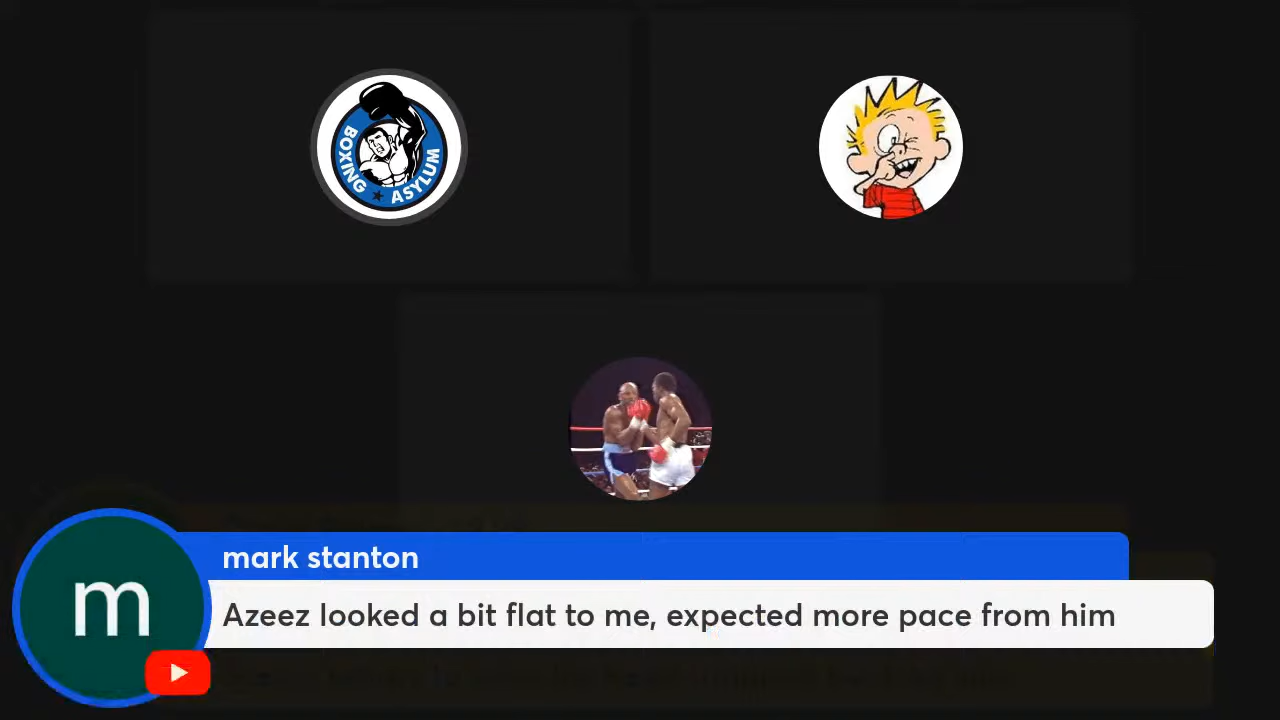 BOXING ASYLUM
mark stanton
m
Azeez looked a bit flat to me, expected more pace from him